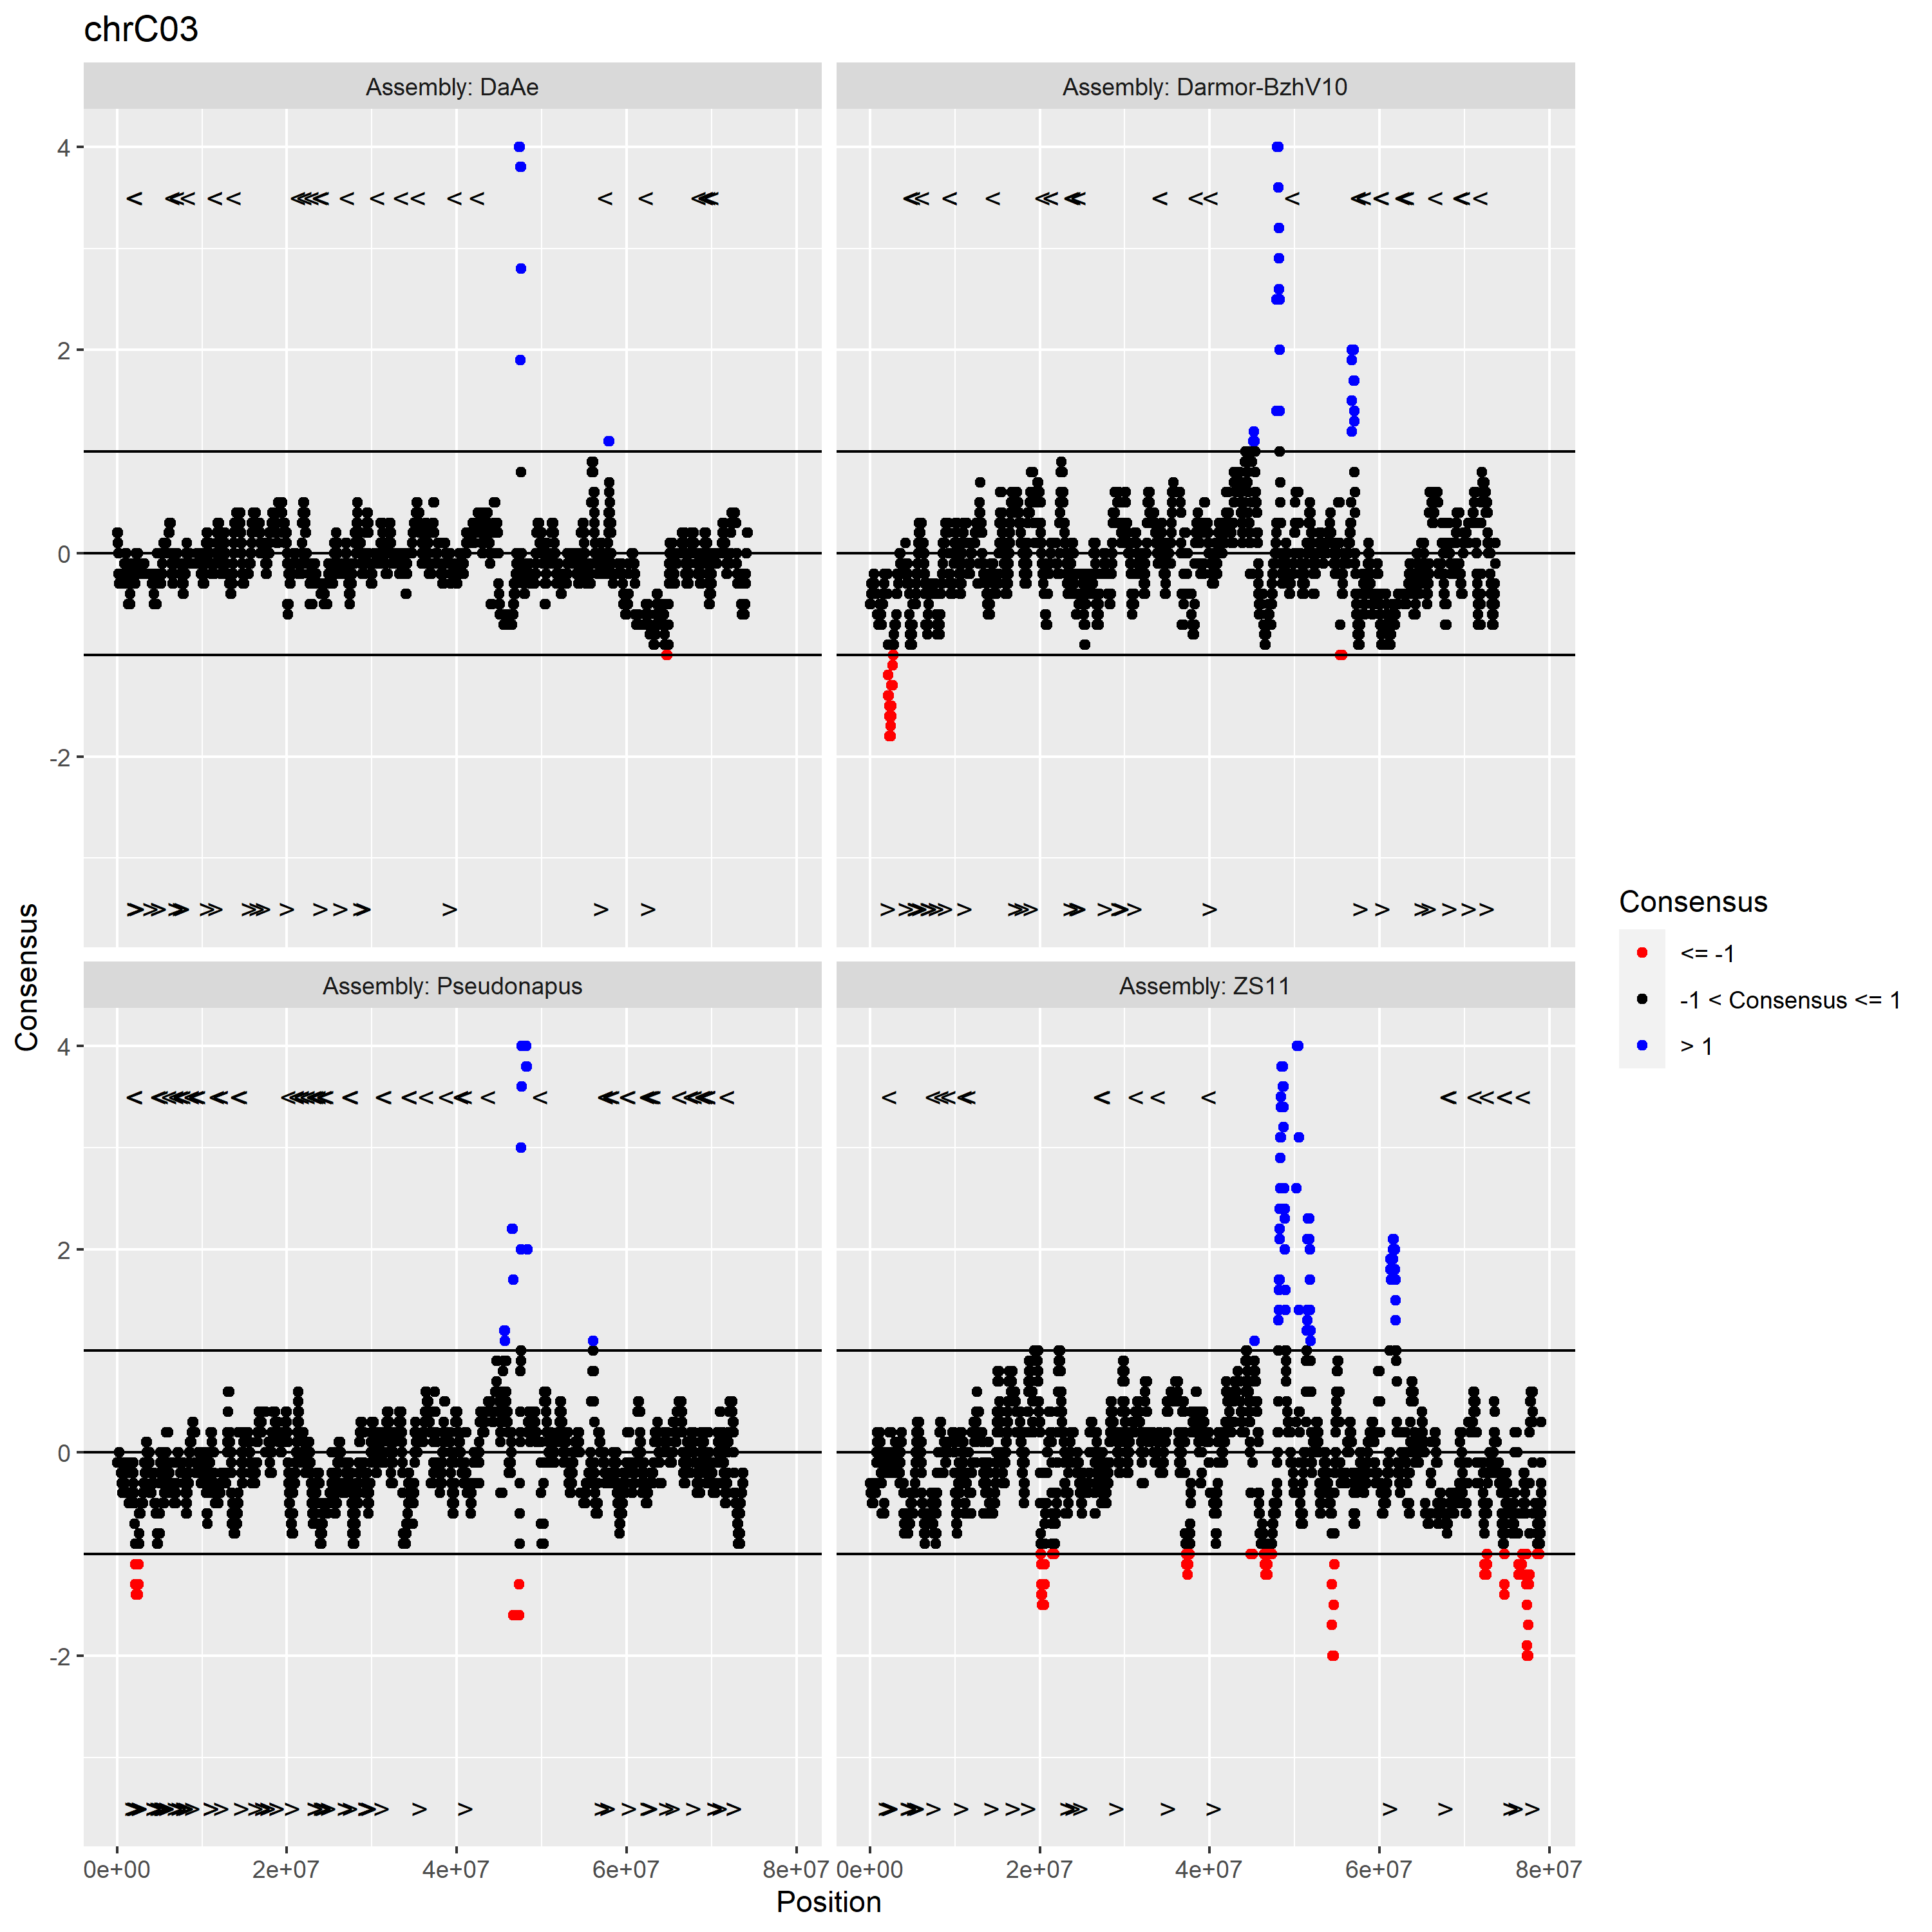 chrC03
Assembly: DaAe
Assembly: Darmor-BzhV10
4
2
0
-2
Assembly: Pseudonapus
Assembly: ZS11
4
2
0
-2
Consensus
0e+00 2e+07 4e+07 6e+07 8e+07
0e+00 2e+07 4e+07 6e+07 8e+07
Position
Consensus
<= -1
-1 < Consensus <= 1
> 1